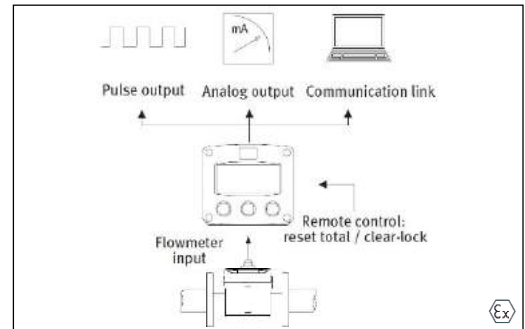 mA
Pulse output Analog output Communication link
Remote control:
reset total / clear-lock
Flowmeter
input
Ex